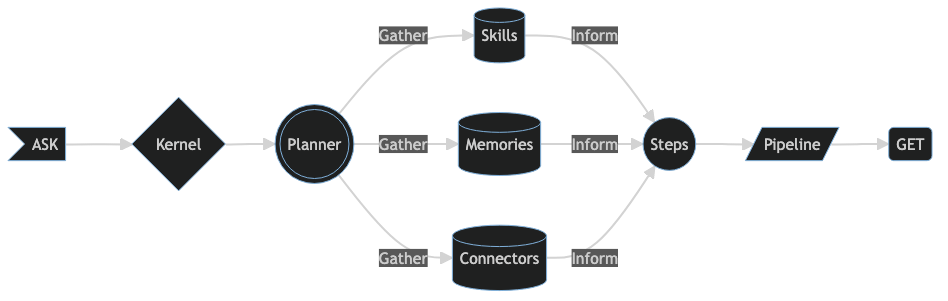 Gather
Skills
Inform
ASK
Kernel
Planner
Gather
Memories
Inform
Steps
Pipeline
GET
Gather
Connectors
Inform